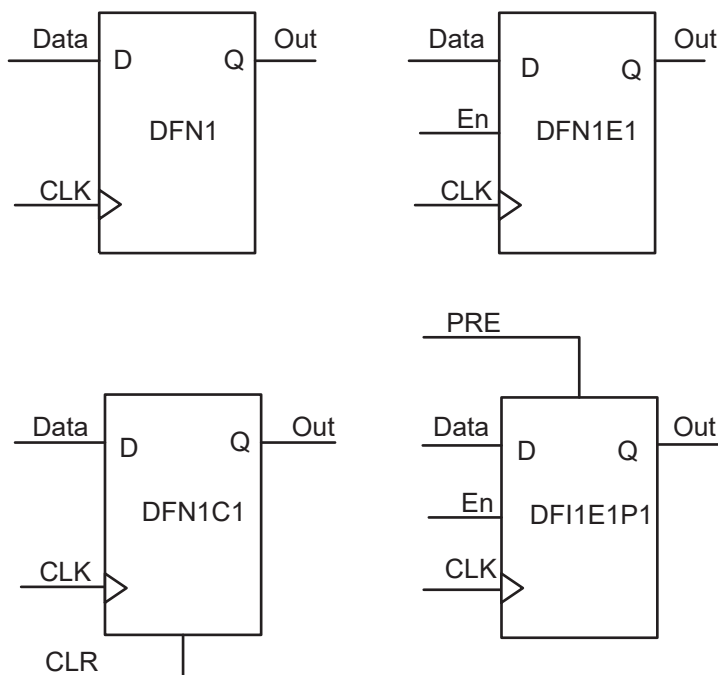 Data
Out
D
Q
DFN1
CLK
Data
Out
D
Q
En
DFN1E1
CLK
Data
Out
D
Q
DFN1C1
CLK
CLR
PRE
Data
Out
D
Q
En
DFI1E1P1
CLK